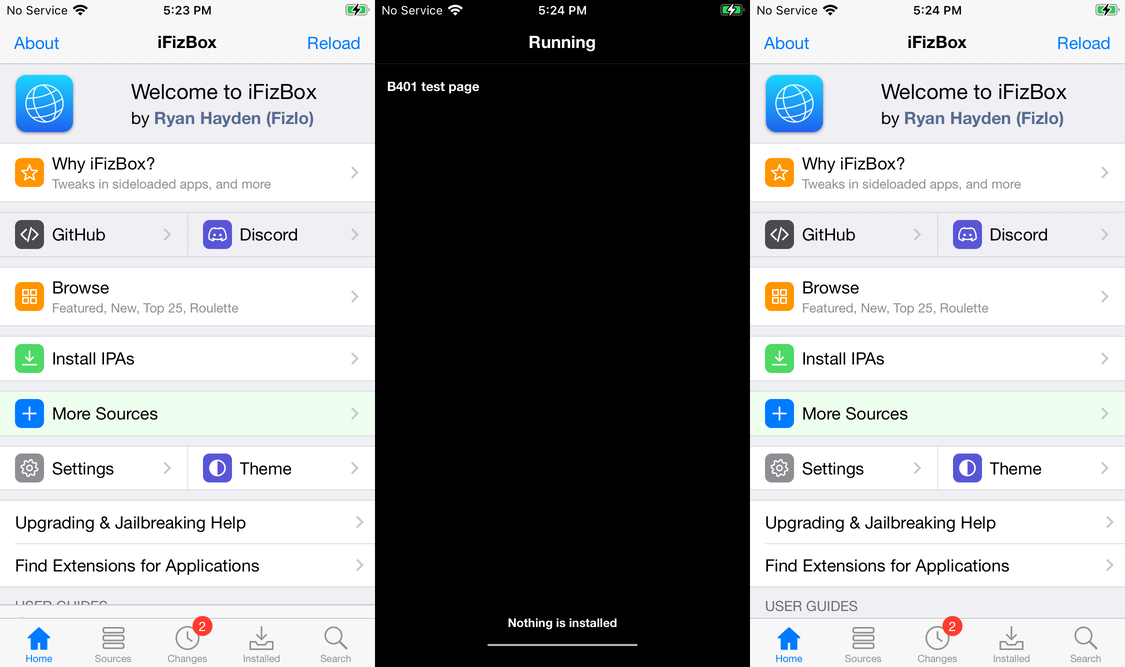 No Service 5:23 PM
About iFizBox Reload
Welcome to iFizBox
by Ryan Hayden (Fizlo)
Why iFizBox?
Tweaks in sideloaded apps, and more
GitHub Discord
Browse
Featured, New, Top 25, Roulette
Install IPAs
More Sources
Settings Theme
Upgrading & Jailbreaking Help
Find Extensions for Applications
USER GUIDES
2
Home Sources Changes Installed Search
No Service 5:24 PM
Running
B401 test page
Nothing is installed
No Service 5:24 PM
About iFizBox Reload
Welcome to iFizBox
by Ryan Hayden (Fizlo)
Why iFizBox?
Tweaks in sideloaded apps, and more
GitHub Discord
Browse
Featured, New, Top 25, Roulette
Install IPAs
More Sources
Settings Theme
Upgrading & Jailbreaking Help
Find Extensions for Applications
USER GUIDES
2
Home Sources Changes Installed Search